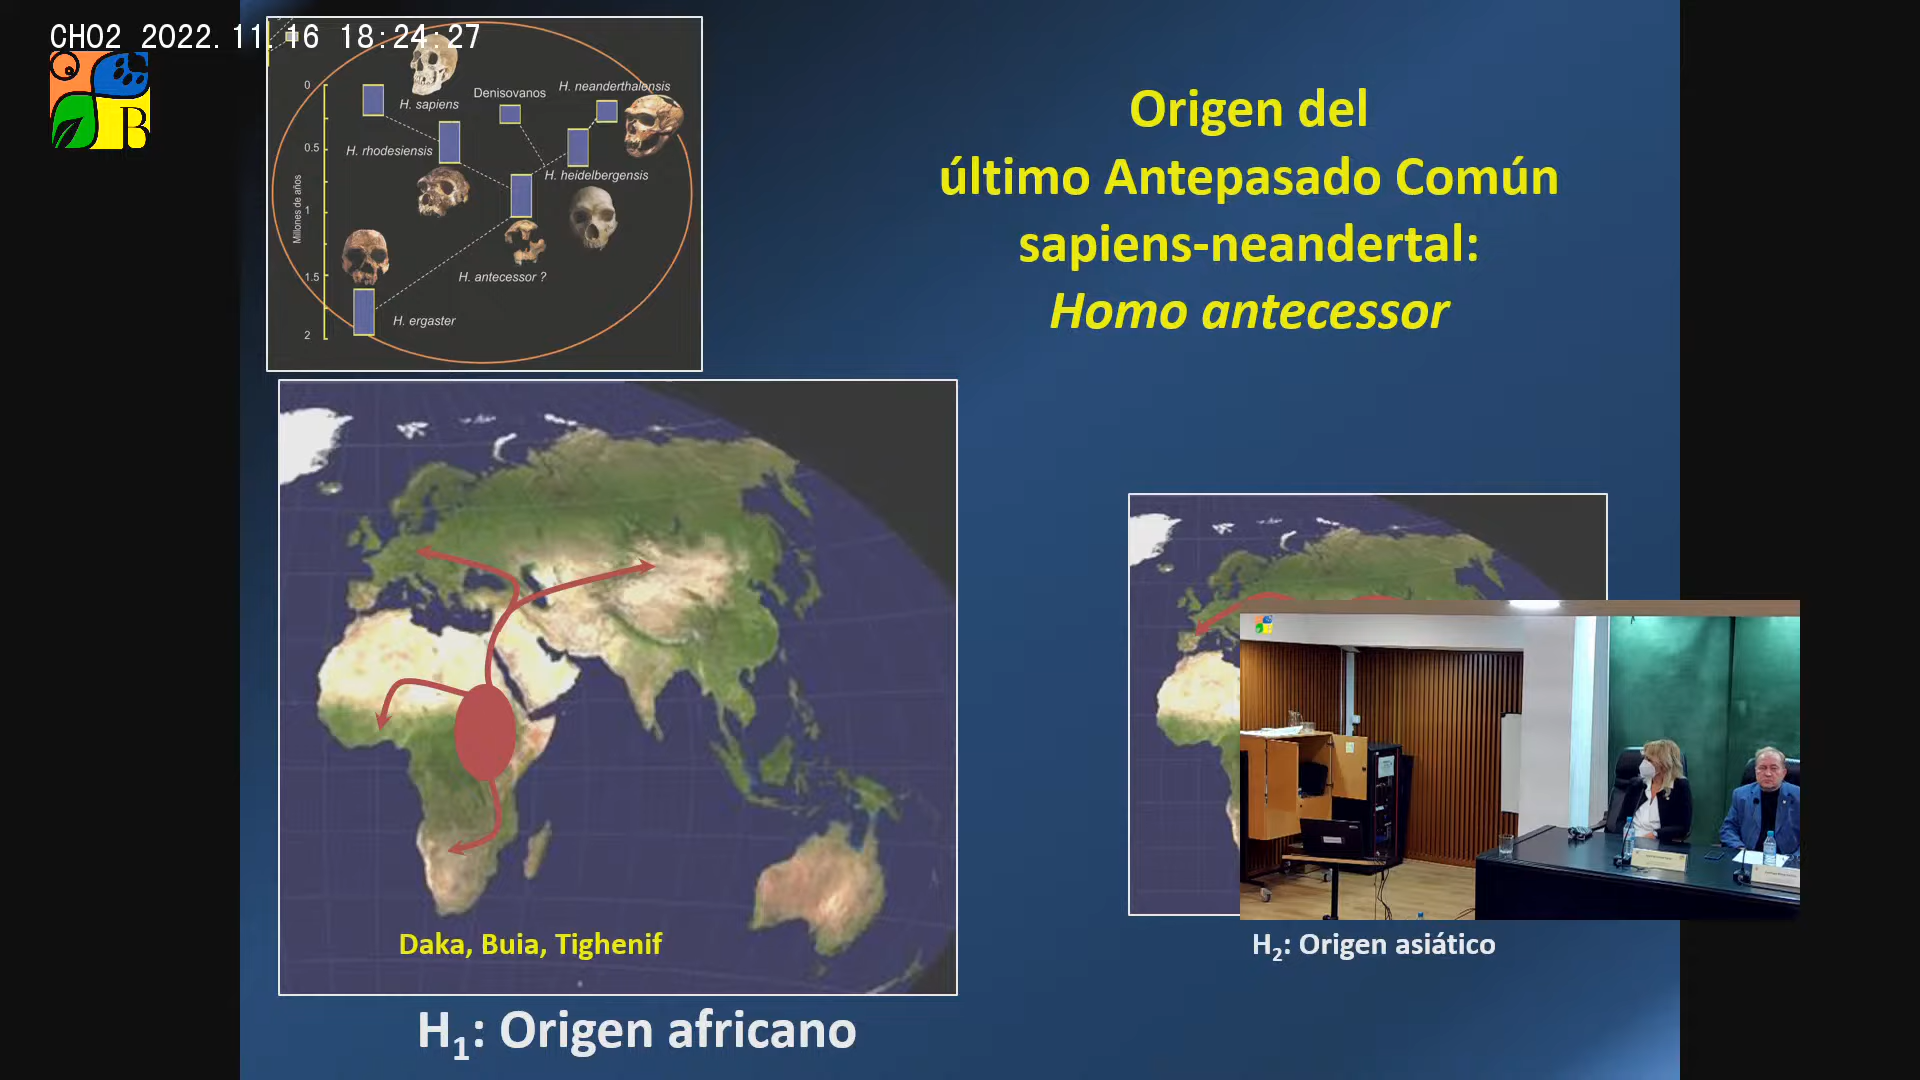 CH02 2022.11.16 18:24:27
B
H. sapiens
Denisovanos
H. neanderthalensis
H. rhodesiensis
H. heidelbergensis
H. antecessor ?
H. ergaster
Millones de años
0
0.5
1
1.5
2
Origen del
último Antepasado Común
sapiens-neandertal:
Homo antecessor
Daka, Buia, Tighenif
H1: Origen africano
H2: Origen asiático